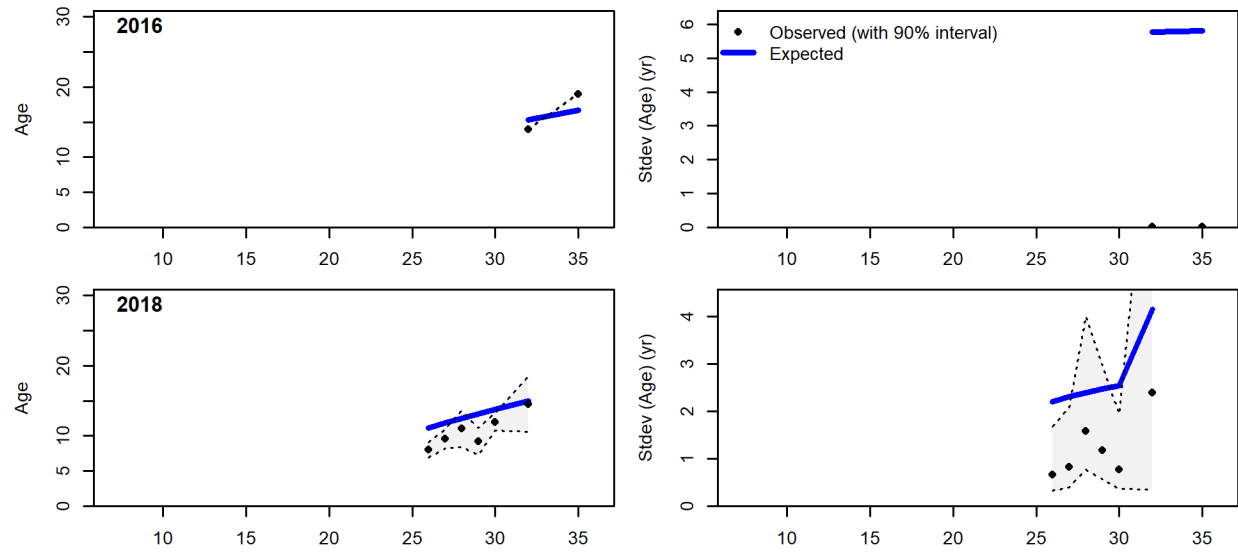 2016
Age
0 5 10 20 30
10 15 20 25 30 35
Observed (with 90% interval)
Expected
Stdev (Age) (yr)
0 1 2 3 4 5 6
10 15 20 25 30 35
2018
Age
0 5 10 20 30
10 15 20 25 30 35
Stdev (Age) (yr)
0 1 2 3 4
10 15 20 25 30 35